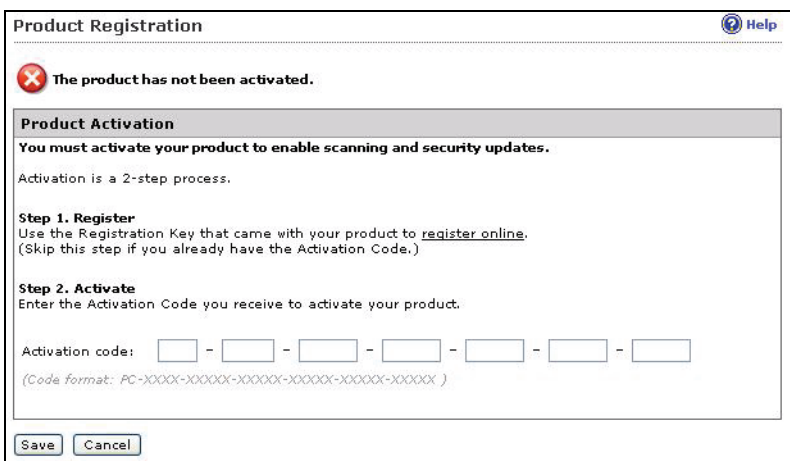 Product Registration
Help
The product has not been activated.
Product Activation
You must activate your product to enable scanning and security updates.
Activation is a 2-step process.
Step 1. Register
Use the Registration Key that came with your product to register online.
(Skip this step if you already have the Activation Code.)
Step 2. Activate
Enter the Activation Code you receive to activate your product.
Activation code: - - - - - -
(Code format: PC-XXXX-XXXXX-XXXXX-XXXXX-XXXXX-XXXXX )
Save Cancel